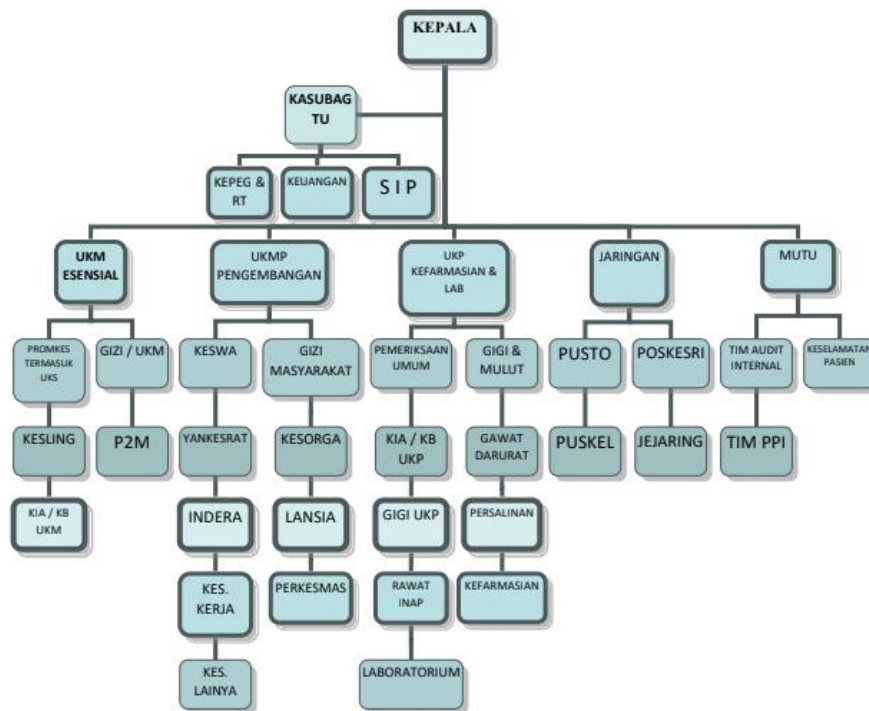 KEPALA
KASUBAG
TU
KEPEG &
RT
KEUANGAN
S I P
UKM
ESENSIAL
UKMP
PENGEMBANGAN
UKP
KEFARMASIAN &
LAB
JARINGAN
MUTU
PROMKES
TERMASUK
UKS
GIZI / UKM
KESWA
GIZI
MASYARAKAT
PEMERIKSAAN
UMUM
GIGI &
MULUT
PUSTO
POSKESRI
TIM AUDIT
INTERNAL
KESELAMATAN
PASIEN
KESLING
P2M
YANKESRAT
KESORGA
KIA / KB
UKP
GAWAT
DARURAT
PUSKEL
JEJARING
TIM PPI
KIA / KB
UKM
INDERA
LANSIA
GIGI UKP
PERSALINAN
KES.
KERJA
PERKESMAS
RAWAT
INAP
KEFARMASIAN
KES.
LAINYA
LABORATORIUM